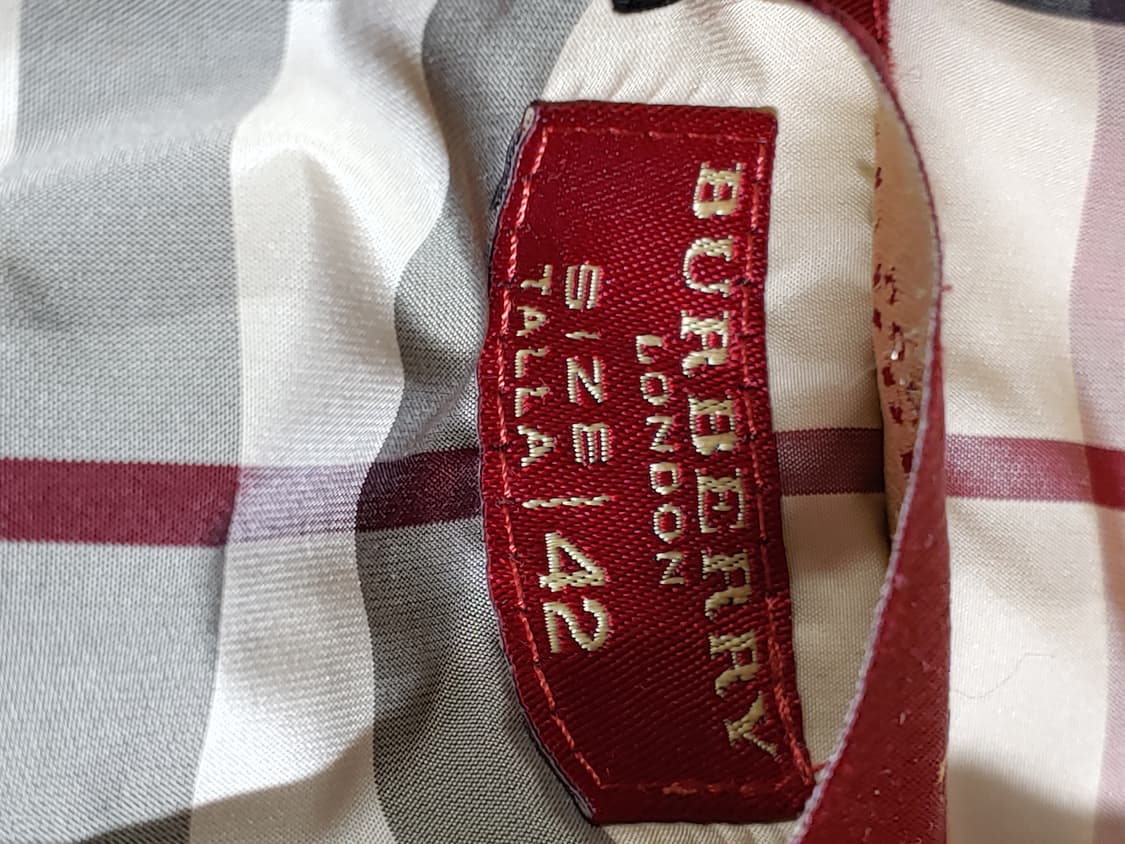 BURBERRY
LONDON
SIZE
TALLA | 42